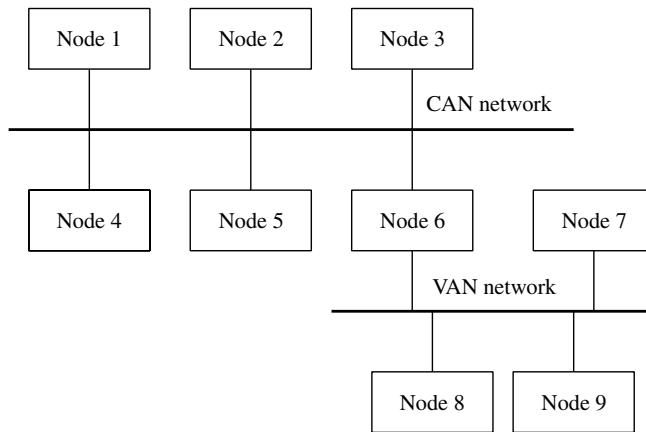 Node 1
Node 2
Node 3
CAN network
Node 4
Node 5
Node 6
Node 7
VAN network
Node 8
Node 9